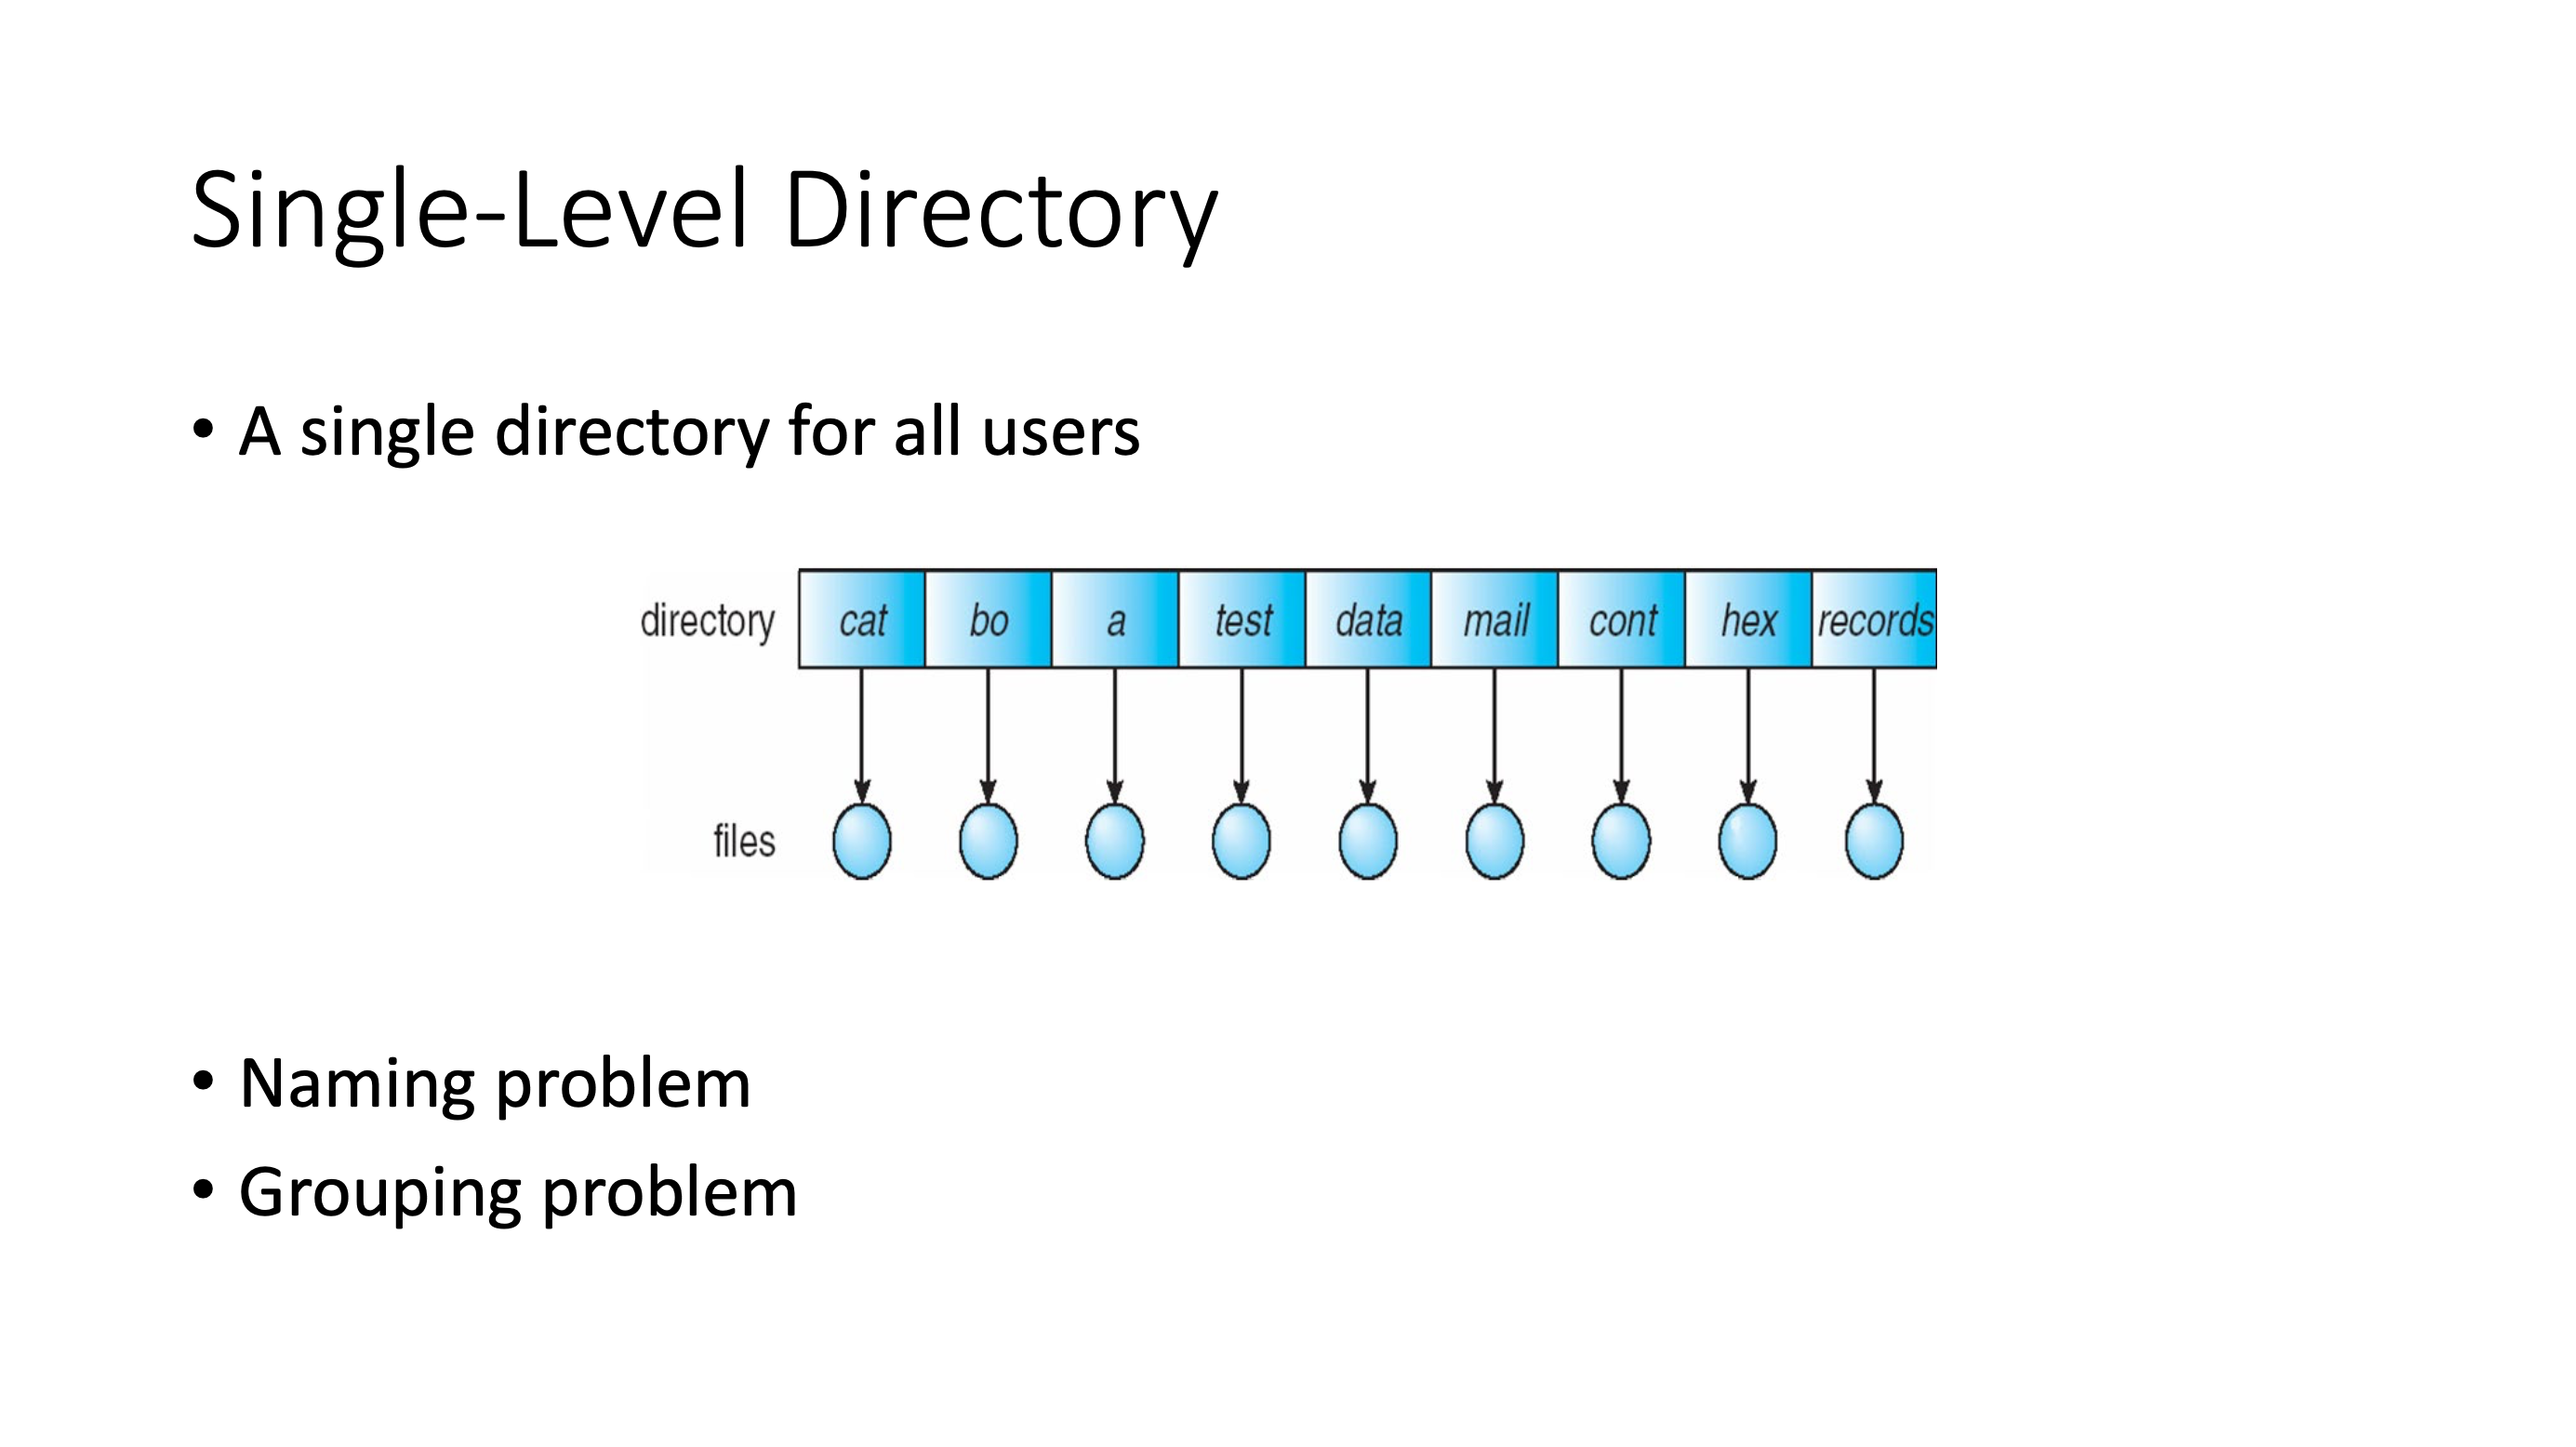 Single-Level Directory
• A single directory for all users
directory cat bo a test data mail cont hex records
files
• Naming problem
• Grouping problem